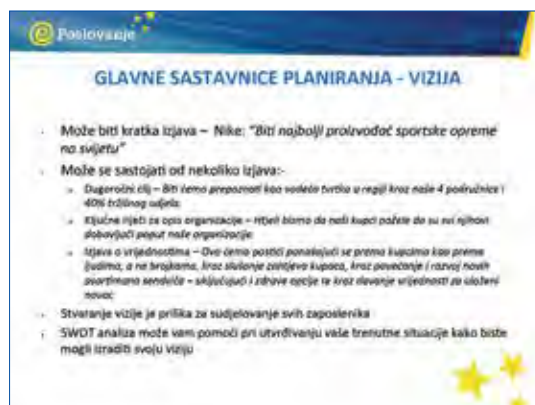 e Poslovanje
GLAVNE SASTAVNICE PLANIRANJA - VIZIJA
Može biti kratka izjava – Nike: "Biti najbolji proizvođač sportske opreme
na svijetu"
Može se sastojati od nekoliko izjava:-
Dugoročni cilj – Biti ćemo prepoznati kao vodeća tvrtka u regiji kroz naše 4 podružnice i
40% tržišnog udjela
Ključne riječi za opis organizacije – Htjeli bismo da naši kupci požele da su svi njihovi
dobavljači poput naše organizacije
Izjava o vrijednostima – Ovo ćemo postići ponašajući se prema kupcima kao prema
ljudima, a ne brojkama, kroz slušanje zahtjeva kupaca, kroz povećanje i razvoj novih
asortimana sendviča – uključujući i zdrave opcije te kroz davanje vrijednosti za uloženi
novac
Stvaranje vizije je prilika za sudjelovanje svih zaposlenika
SWOT analiza može vam pomoći pri utvrđivanju vaše trenutne situacije kako biste
mogli izraditi svoju viziju